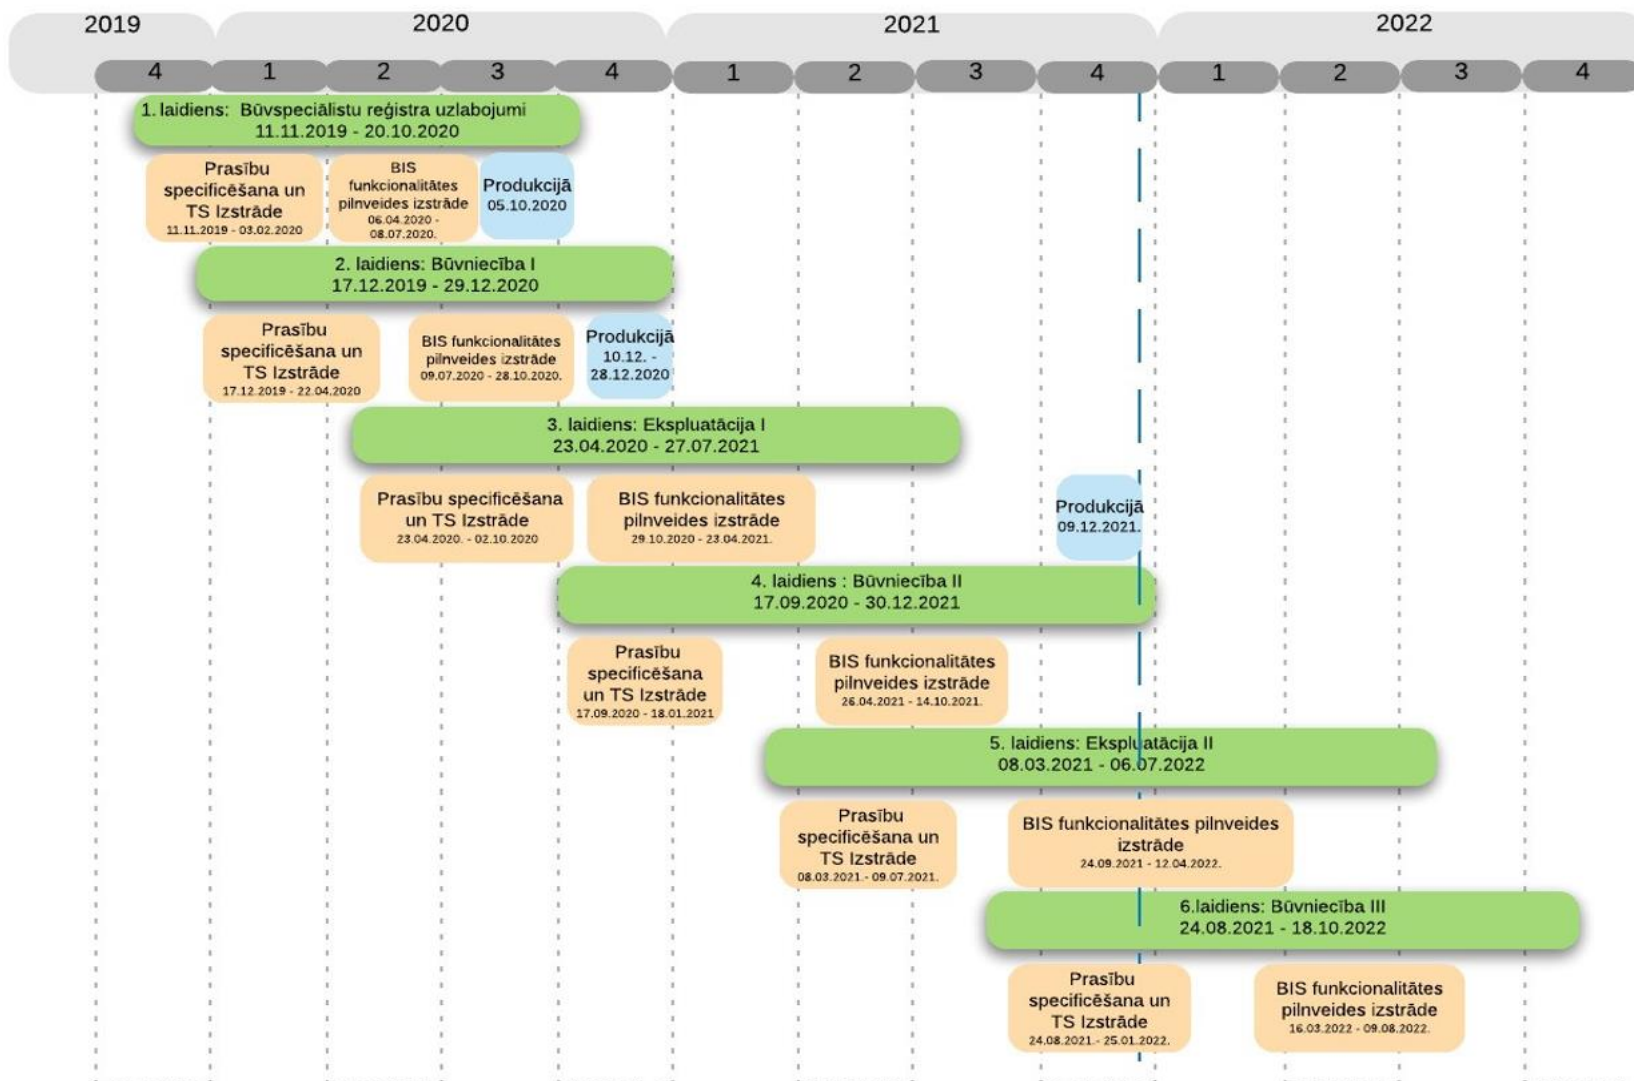 2019
2020
2021
2022
4
1
2
3
4
1
2
3
4
1
2
3
4
1. laidiens: Būvspeciālistu reģistra uzlabojumi
11.11.2019 - 20.10.2020
Prasību
specificēšana un
TS Izstrāde
11.11.2019 - 03.02.2020
BIS
funkcionalitātes
pilnveides izstrāde
06.04.2020 -
08.07.2020.
Produkcijā
05.10.2020
2. laidiens: Būvniecība I
17.12.2019 - 29.12.2020
Prasību
specificēšana un
TS Izstrāde
17.12.2019 - 22.04.2020
BIS funkcionalitātes
pilnveides izstrāde
09.07.2020 - 28.10.2020.
Produkcijā
10.12. -
28.12.2020
3. laidiens: Ekspluatācija I
23.04.2020 - 27.07.2021
Prasību specificēšana
un TS Izstrāde
23.04.2020. - 02.10.2020
BIS funkcionalitātes
pilnveides izstrāde
29.10.2020 - 23.04.2021.
Produkcijā
09.12.2021.
4. laidiens : Būvniecība II
17.09.2020 - 30.12.2021
Prasību
specificēšana
un TS Izstrāde
17.09.2020 - 18.01.2021
BIS funkcionalitātes
pilnveides izstrāde
26.04.2021 - 14.10.2021.
5. laidiens: Ekspluatācija II
08.03.2021 - 06.07.2022
Prasību
specificēšana un
TS Izstrāde
08.03.2021.- 09.07.2021.
BIS funkcionalitātes pilnveides
izstrāde
24.09.2021 - 12.04.2022.
6.laidiens: Būvniecība III
24.08.2021 - 18.10.2022
Prasību
specificēšana un
TS Izstrāde
24.08.2021.- 25.01.2022.
BIS funkcionalitātes
pilnveides izstrāde
16.03.2022 - 09.08.2022.